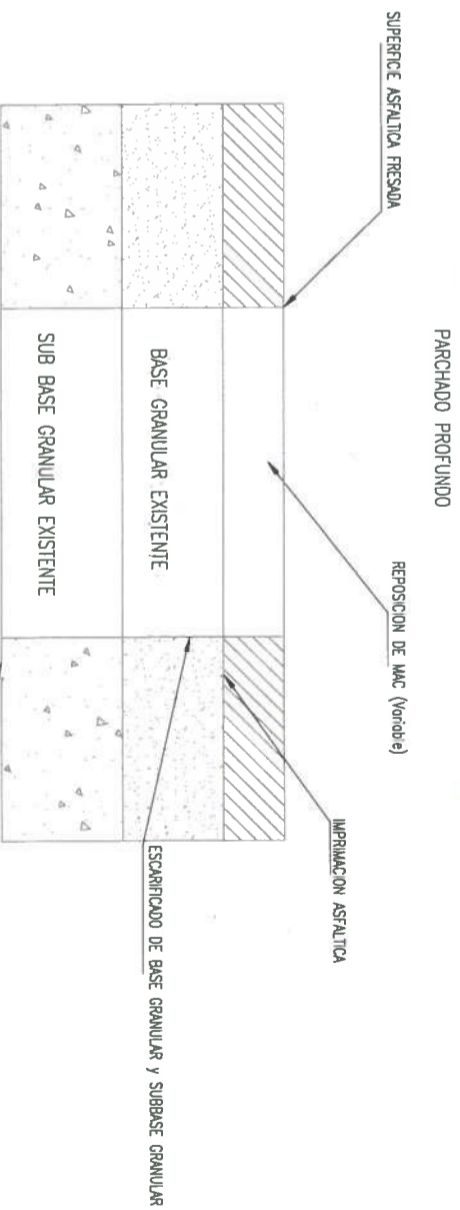 PARCHADO PROFUNDO
SUPERFICIE ASFALTICA FRESADA
REPOSICION DE MAC (Variable)
IMPRIMACION ASFALTICA
BASE GRANULAR EXISTENTE
ESCARIFICADO DE BASE GRANULAR y SUBBASE GRANULAR
SUB BASE GRANULAR EXISTENTE